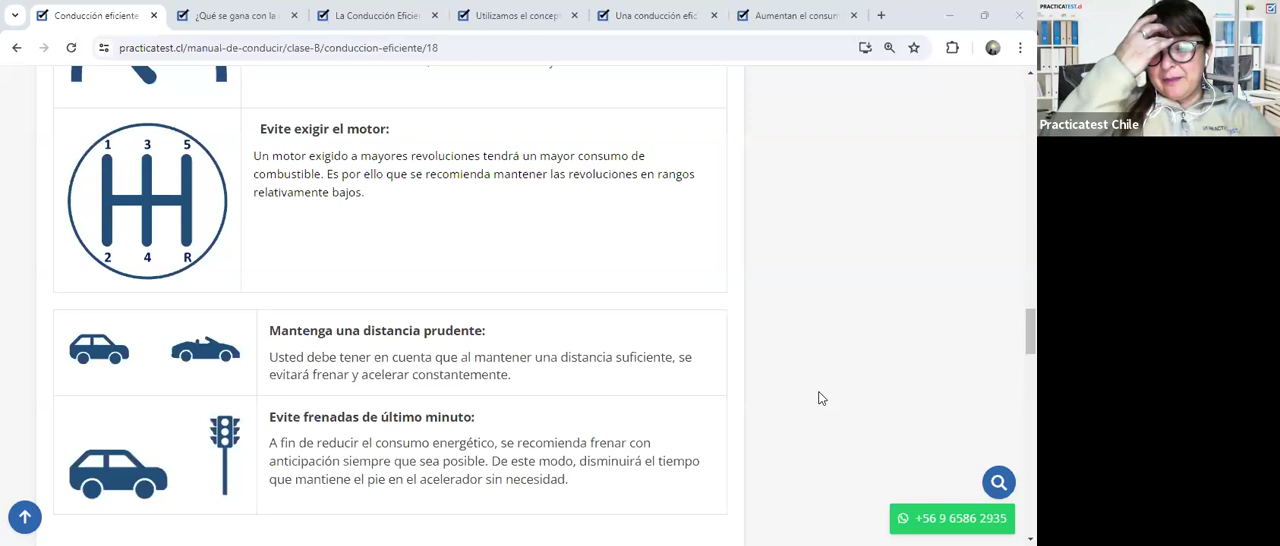 Conducción eficiente
¿Qué se gana con la
La Conducción Eficie
Utilizamos el concep
Una conducción efic
Aumentan el consum
practicatest.cl/manual-de-conducir/clase-B/conduccion-eficiente/18
PRACTICATEST.cl
Practicatest Chile
Evite exigir el motor:
1 3 5
Un motor exigido a mayores revoluciones tendrá un mayor consumo de
combustible. Es por ello que se recomienda mantener las revoluciones en rangos
relativamente bajos.
2 4 R
Mantenga una distancia prudente:
Usted debe tener en cuenta que al mantener una distancia suficiente, se
evitará frenar y acelerar constantemente.
Evite frenadas de último minuto:
A fin de reducir el consumo energético, se recomienda frenar con
anticipación siempre que sea posible. De este modo, disminuirá el tiempo
que mantiene el pie en el acelerador sin necesidad.
+56 9 6586 2935